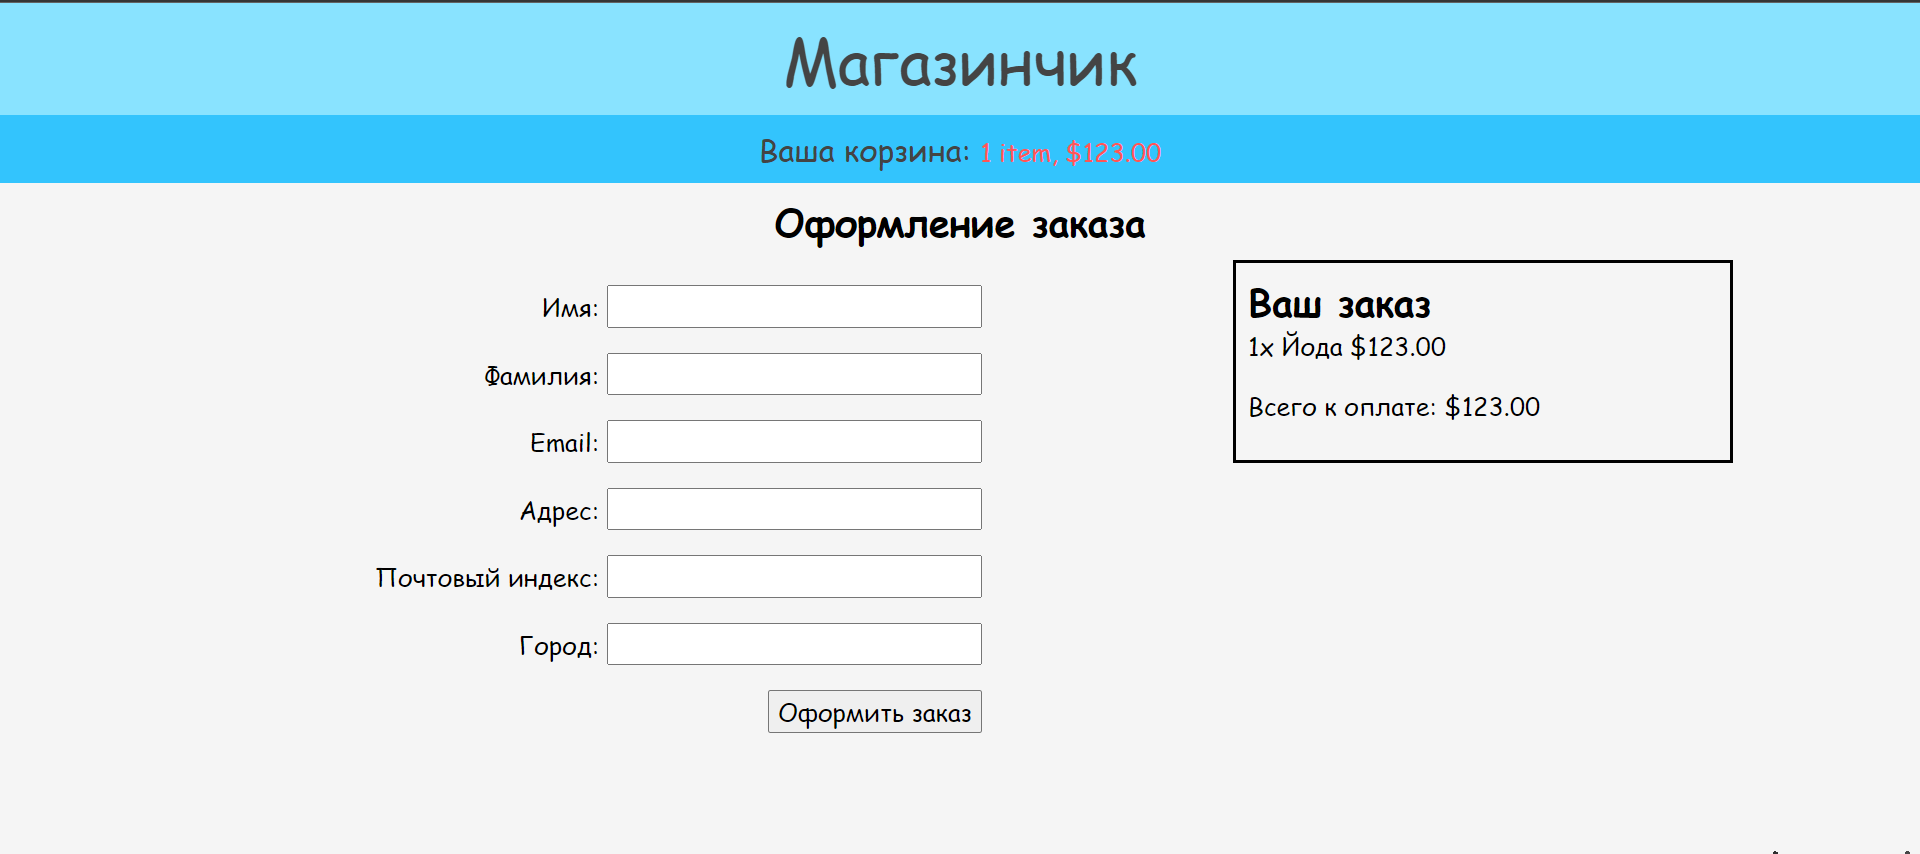 Магазинчик
Ваша корзина: 1 item, $123.00
Оформление заказа
Имя:
Фамилия:
Email:
Адрес:
Почтовый индекс:
Город:
Оформить заказ
Ваш заказ
1x Йода $123.00
Всего к оплате: $123.00